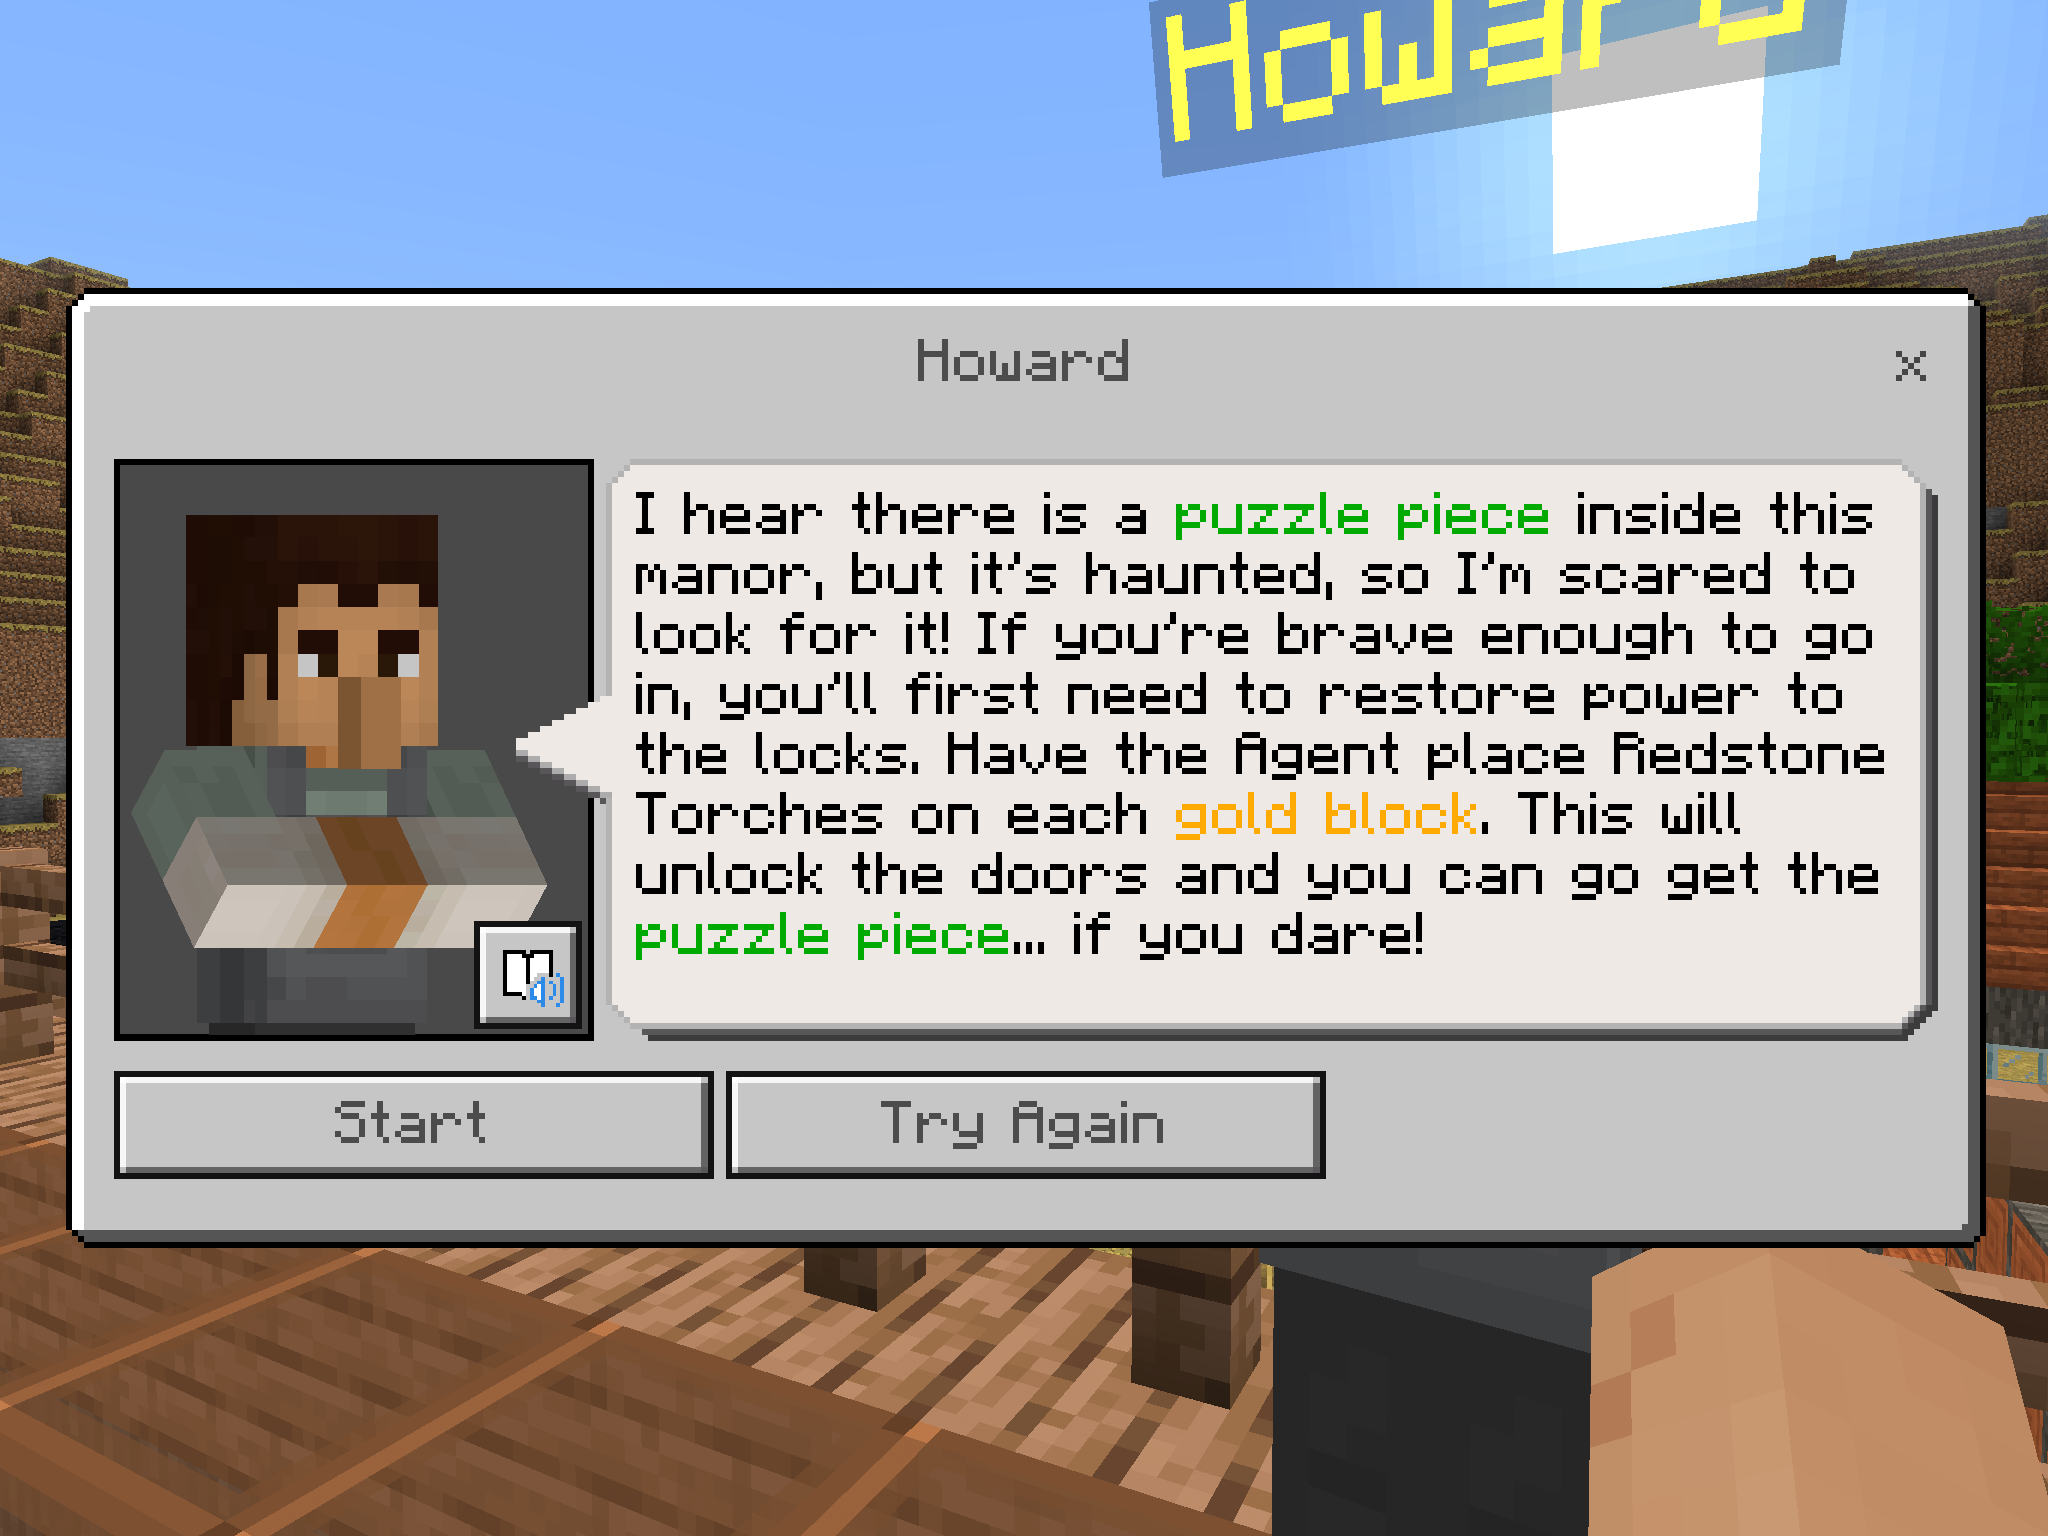 Howard
Howard
x
I hear there is a puzzle piece inside this
manor, but it's haunted, so I'm scared to
look for it! If you're brave enough to go
in, you'll first need to restore power to
the locks. Have the Agent place Redstone
Torches on each gold block. This will
unlock the doors and you can go get the
puzzle piece... if you dare!
Start
Try Again